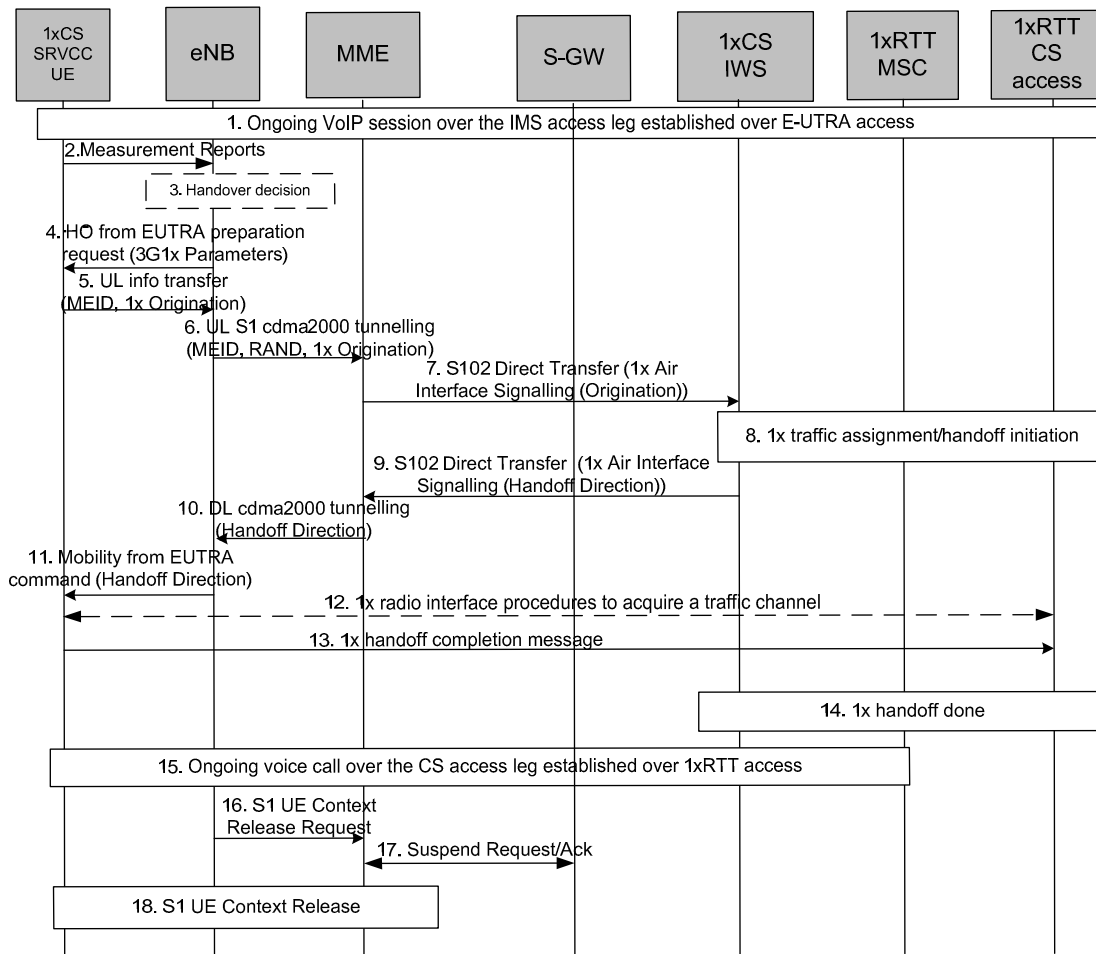 1xCS
SRVCC
UE
eNB
MME
S-GW
1xCS
IWS
1xRTT
MSC
1xRTT
CS
access
1. Ongoing VoIP session over the IMS access leg established over E-UTRA access
2.Measurement Reports
3. Handover decision
4. HO from EUTRA preparation
request (3G1x Parameters)
5. UL info transfer
(MEID, 1x Origination)
6. UL S1 cdma2000 tunnelling
(MEID, RAND, 1x Origination)
7. S102 Direct Transfer (1x Air
Interface Signalling (Origination))
8. 1x traffic assignment/handoff initiation
9. S102 Direct Transfer (1x Air Interface
Signalling (Handoff Direction))
10. DL cdma2000 tunnelling
(Handoff Direction)
11. Mobility from EUTRA
command (Handoff Direction)
12. 1x radio interface procedures to acquire a traffic channel
13. 1x handoff completion message
14. 1x handoff done
15. Ongoing voice call over the CS access leg established over 1xRTT access
16. S1 UE Context
Release Request
17. Suspend Request/Ack
18. S1 UE Context Release